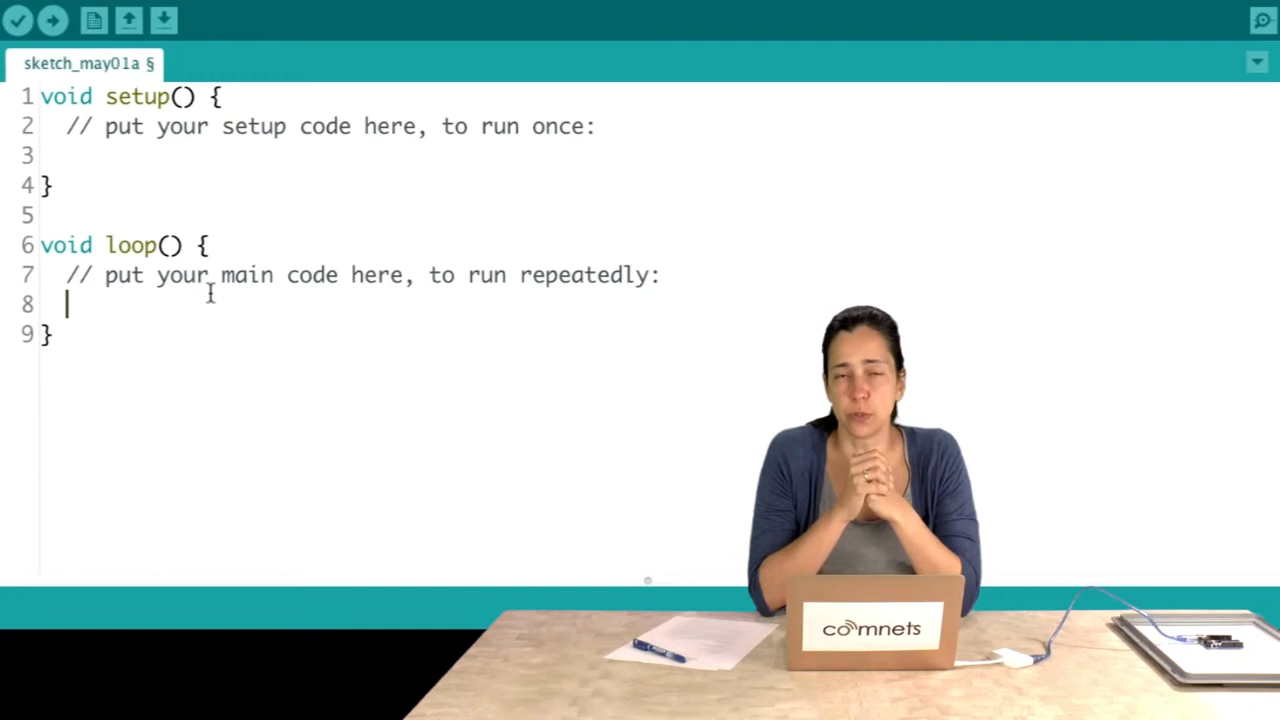 sketch_may01a §
1 void setup() {
2 // put your setup code here, to run once:
3
4 }
5
6 void loop() {
7 // put your main code here, to run repeatedly:
8
9 }
comnets